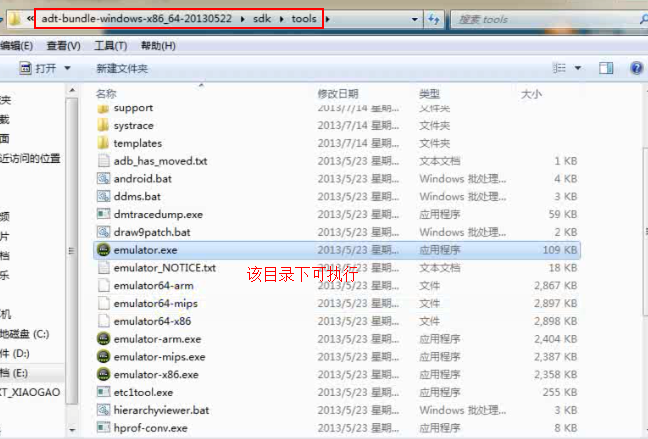 « adt-bundle-windows-x86_64-20130522 ▸ sdk ▸ tools ▸ 搜索 tools
编辑(E) 查看(V) 工具(T) 帮助(H)
打开 新建文件夹
名称 修改日期 类型 大小
support 2013/7/14 星期... 文件夹
systrace 2013/7/14 星期... 文件夹
templates 2013/7/14 星期... 文件夹
adb_has_moved.txt 2013/5/23 星期... 文本文档 1 KB
android.bat 2013/5/23 星期... Windows 批处理... 4 KB
ddms.bat 2013/5/23 星期... Windows 批处理... 3 KB
dmtracedump.exe 2013/5/23 星期... 应用程序 59 KB
draw9patch.bat 2013/5/23 星期... Windows 批处理... 2 KB
emulator.exe 2013/5/23 星期... 应用程序 109 KB
emulator_NOTICE.txt 2013/5/23 星期... 文本文档 18 KB
该目录下可执行
emulator64-arm 2013/5/23 星期... 文件 2,867 KB
emulator64-mips 2013/5/23 星期... 文件 2,897 KB
emulator64-x86 2013/5/23 星期... 文件 2,898 KB
emulator-arm.exe 2013/5/23 星期... 应用程序 2,404 KB
emulator-mips.exe 2013/5/23 星期... 应用程序 2,387 KB
emulator-x86.exe 2013/5/23 星期... 应用程序 2,358 KB
etc1tool.exe 2013/5/23 星期... 应用程序 255 KB
hierarchyviewer.bat 2013/5/23 星期... Windows 批处理... 3 KB
hprof-conv.exe 2013/5/23 星期... 应用程序 8 KB
夹
载
面
近访问的位置
频
片
档
乐
机
地磁盘 (C:)
件 (D:)
档 (E:)
XT_XIAOGAO